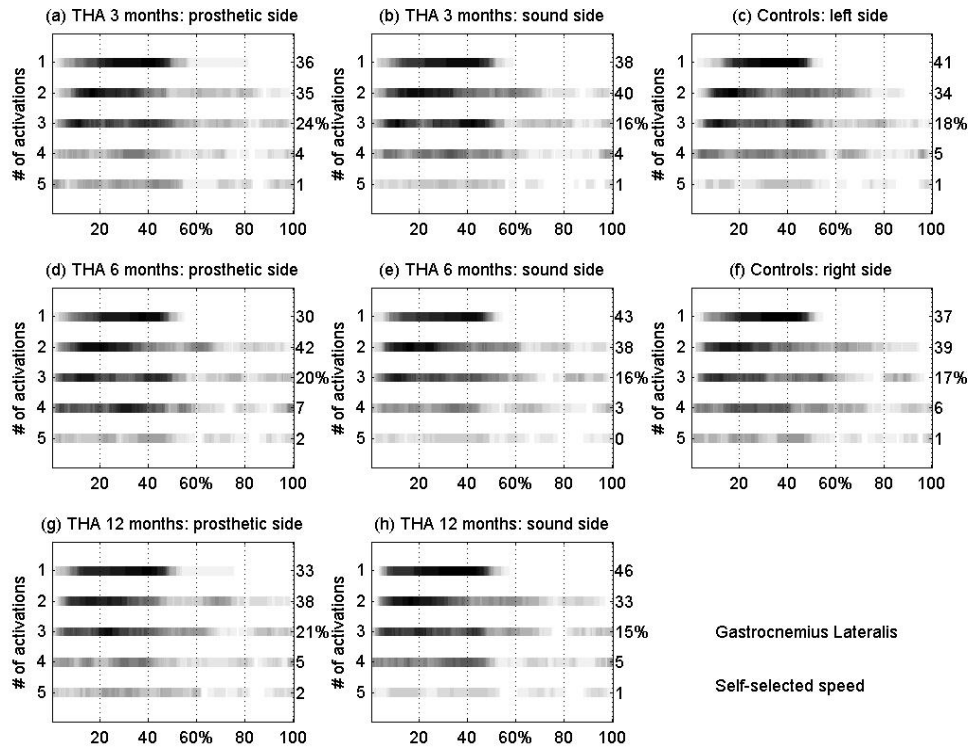 (a) THA 3 months: prosthetic side
(b) THA 3 months: sound side
(c) Controls: left side
# of activations
1 36
2 35
3 24%
4 4
5 1
20 40 60% 80 100
# of activations
1 38
2 40
3 16%
4 4
5 1
20 40 60% 80 100
# of activations
1 41
2 34
3 18%
4 5
5 1
20 40 60% 80 100
(d) THA 6 months: prosthetic side
(e) THA 6 months: sound side
(f) Controls: right side
# of activations
1 30
2 42
3 20%
4 7
5 2
20 40 60% 80 100
# of activations
1 43
2 38
3 16%
4 3
5 0
20 40 60% 80 100
# of activations
1 37
2 39
3 17%
4 6
5 1
20 40 60% 80 100
(g) THA 12 months: prosthetic side
(h) THA 12 months: sound side
# of activations
1 33
2 38
3 21%
4 5
5 2
20 40 60% 80 100
# of activations
1 46
2 33
3 15%
4 5
5 1
20 40 60% 80 100
Gastrocnemius Lateralis
Self-selected speed